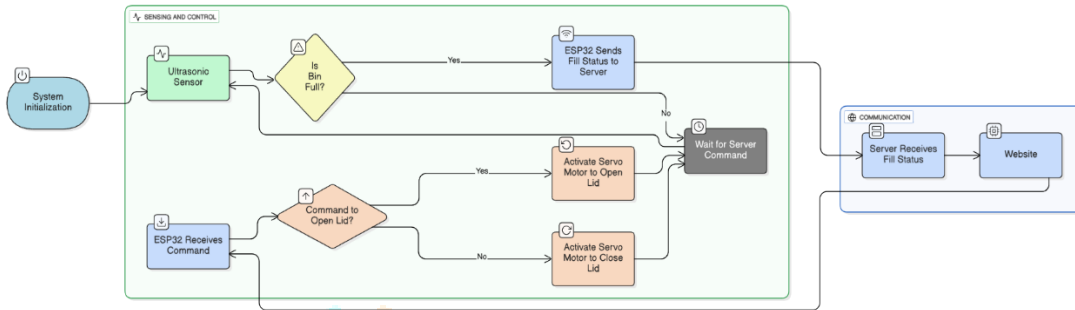 SENSING AND CONTROL
Ultrasonic
Sensor
Is
Bin
Full?
Yes
ESP32 Sends
Fill Status to
Server
System
Initialization
No
COMMUNICATION
Wait for Server
Command
Server Receives
Fill Status
Website
Activate Servo
Motor to Open
Lid
Yes
Command to
Open Lid?
ESP32 Receives
Command
No
Activate Servo
Motor to Close
Lid